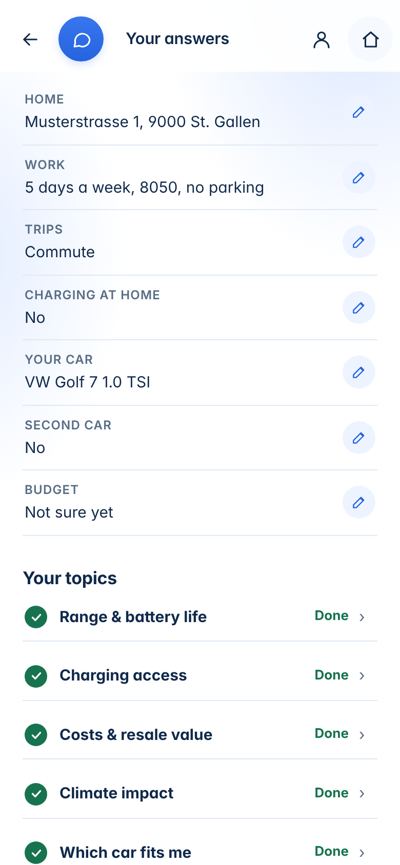 Your answers
HOME
Musterstrasse 1, 9000 St. Gallen
WORK
5 days a week, 8050, no parking
TRIPS
Commute
CHARGING AT HOME
No
YOUR CAR
VW Golf 7 1.0 TSI
SECOND CAR
No
BUDGET
Not sure yet
Your topics
Range & battery life Done
Charging access Done
Costs & resale value Done
Climate impact Done
Which car fits me Done